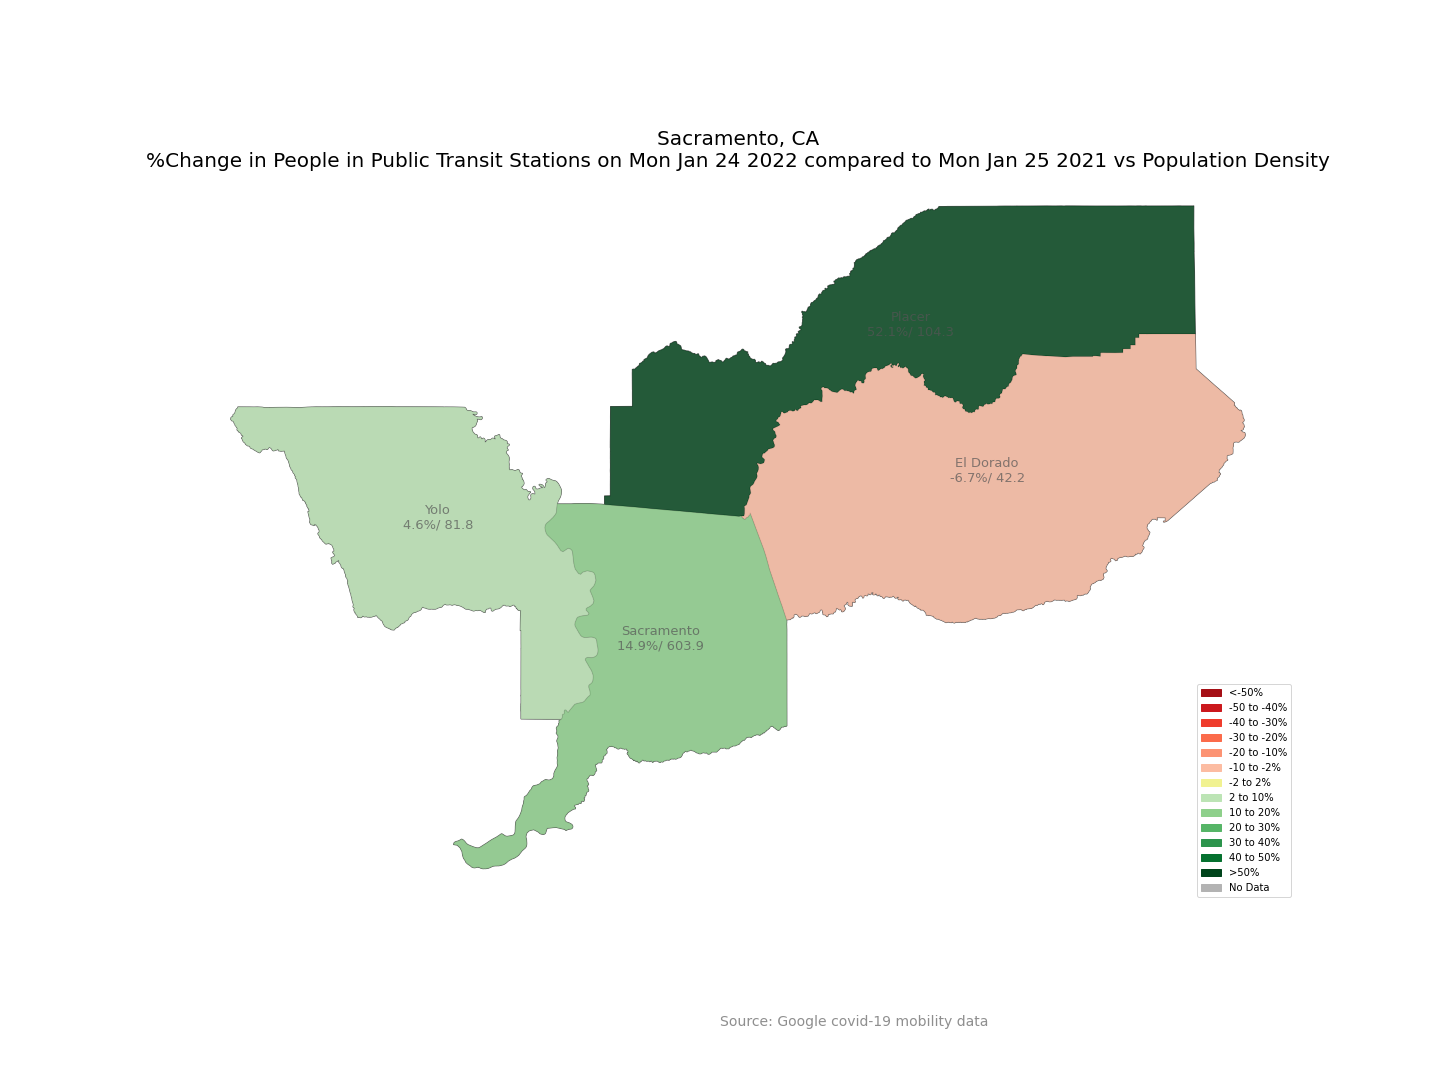 Sacramento, CA
%Change in People in Public Transit Stations on Mon Jan 24 2022 compared to Mon Jan 25 2021 vs Population Density
Placer
52.1%/ 104.3
El Dorado
-6.7%/ 42.2
Yolo
4.6%/ 81.8
Sacramento
14.9%/ 603.9
<-50%
-50 to -40%
-40 to -30%
-30 to -20%
-20 to -10%
-10 to -2%
-2 to 2%
2 to 10%
10 to 20%
20 to 30%
30 to 40%
40 to 50%
>50%
No Data
Source: Google covid-19 mobility data